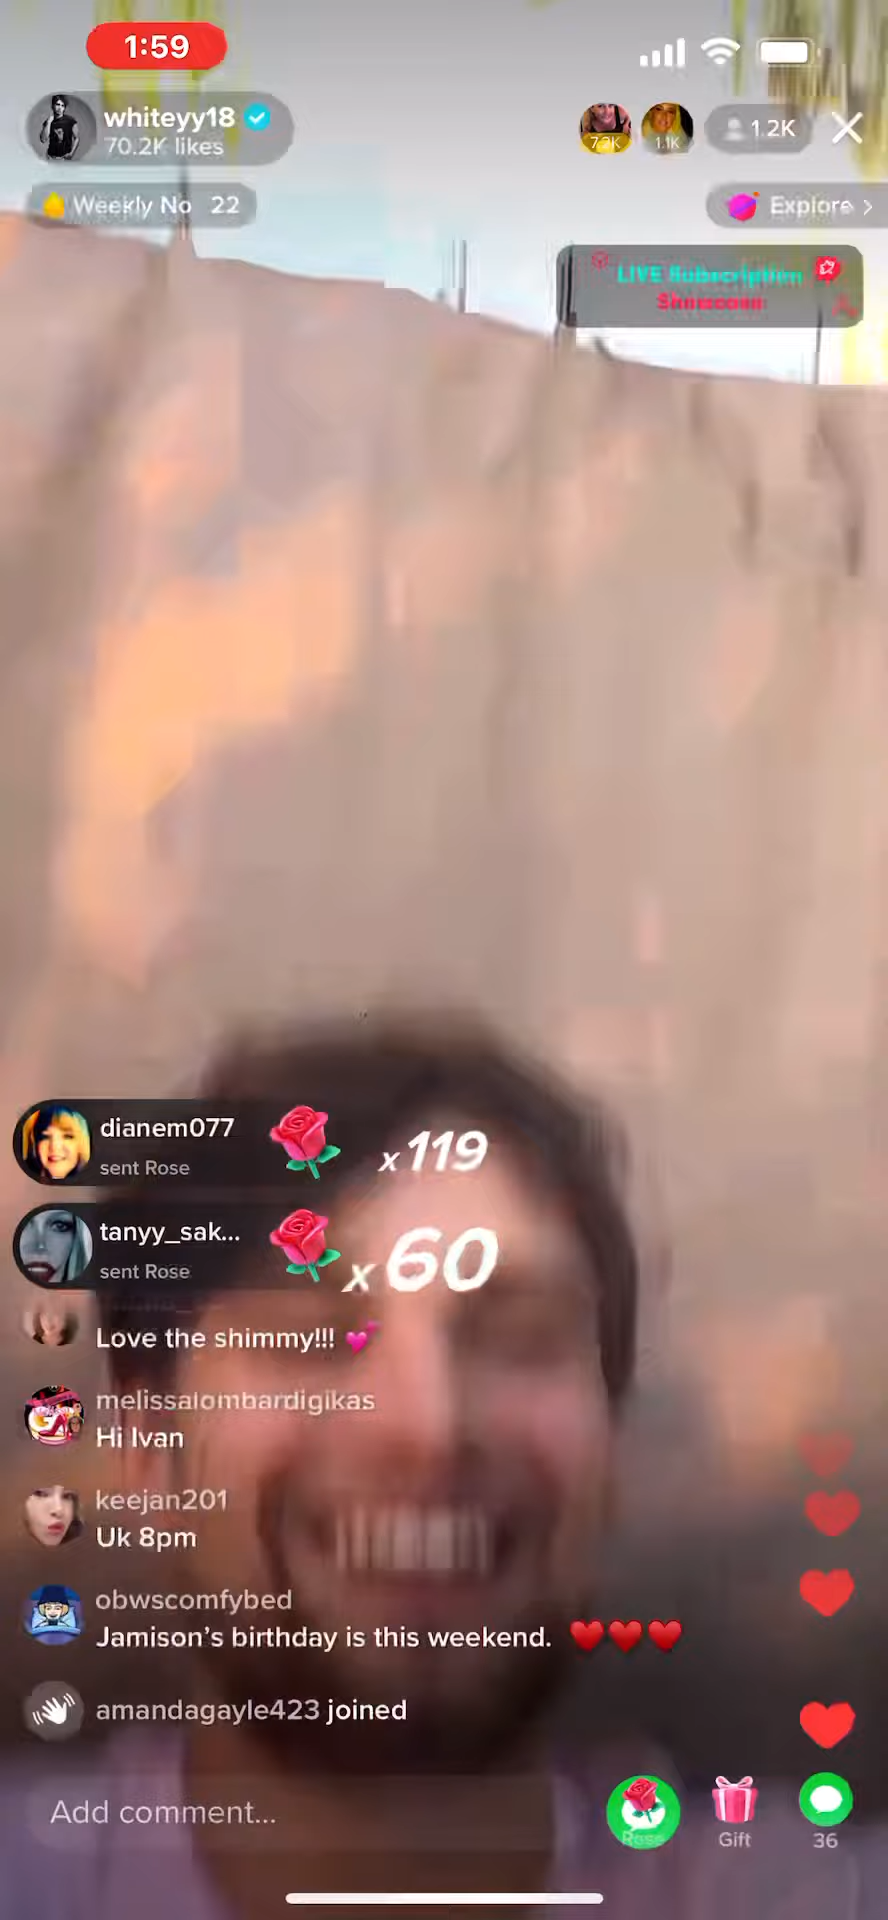 1:59
whiteyy18
70.2K likes
7.2K
1.1K
1.2K
Weekly No 22
Explore >
LIVE Subscription
dianem077
sent Rose
x119
tanyy_sak...
sent Rose
x60
Love the shimmy!!! 💕
melissalombardigikas
Hi Ivan
keejan201
Uk 8pm
obwscomfybed
Jamison's birthday is this weekend. ❤️❤️❤️
amandagayle423 joined
Add comment...
Rose
Gift
36